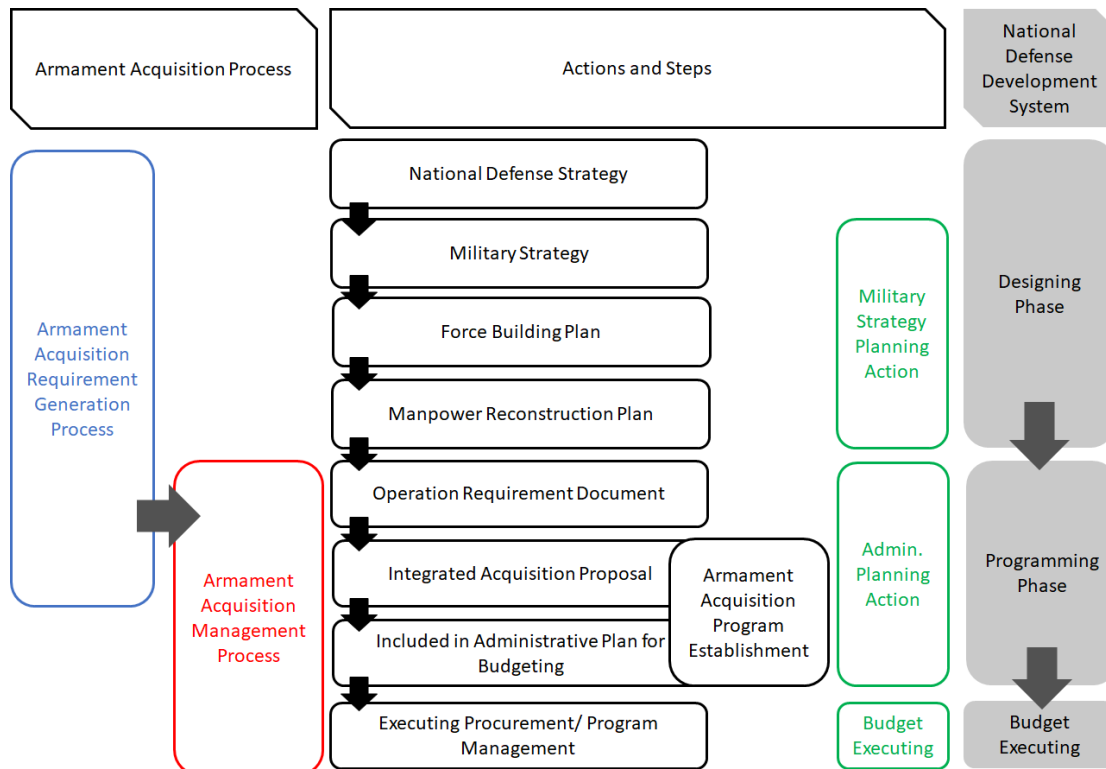 Armament Acquisition Process
Actions and Steps
National
Defense
Development
System
National Defense Strategy
Military Strategy
Force Building Plan
Manpower Reconstruction Plan
Operation Requirement Document
Integrated Acquisition Proposal
Included in Administrative Plan for
Budgeting
Executing Procurement/ Program
Management
Armament
Acquisition
Requirement
Generation
Process
Armament
Acquisition
Management
Process
Armament
Acquisition
Program
Establishment
Military
Strategy
Planning
Action
Admin.
Planning
Action
Budget
Executing
Designing
Phase
Programming
Phase
Budget
Executing